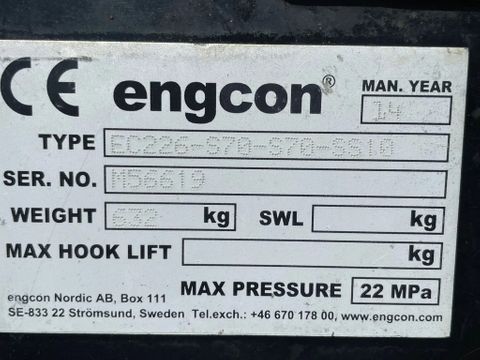 CE engcon® MAN. YEAR
14
TYPE EC226-S70-S70-SS10
SER. NO. M56619
WEIGHT 632 kg SWL kg
MAX HOOK LIFT kg
MAX PRESSURE 22 MPa
engcon Nordic AB, Box 111
SE-833 22 Strömsund, Sweden Tel.exch.: +46 670 178 00, www.engcon.com